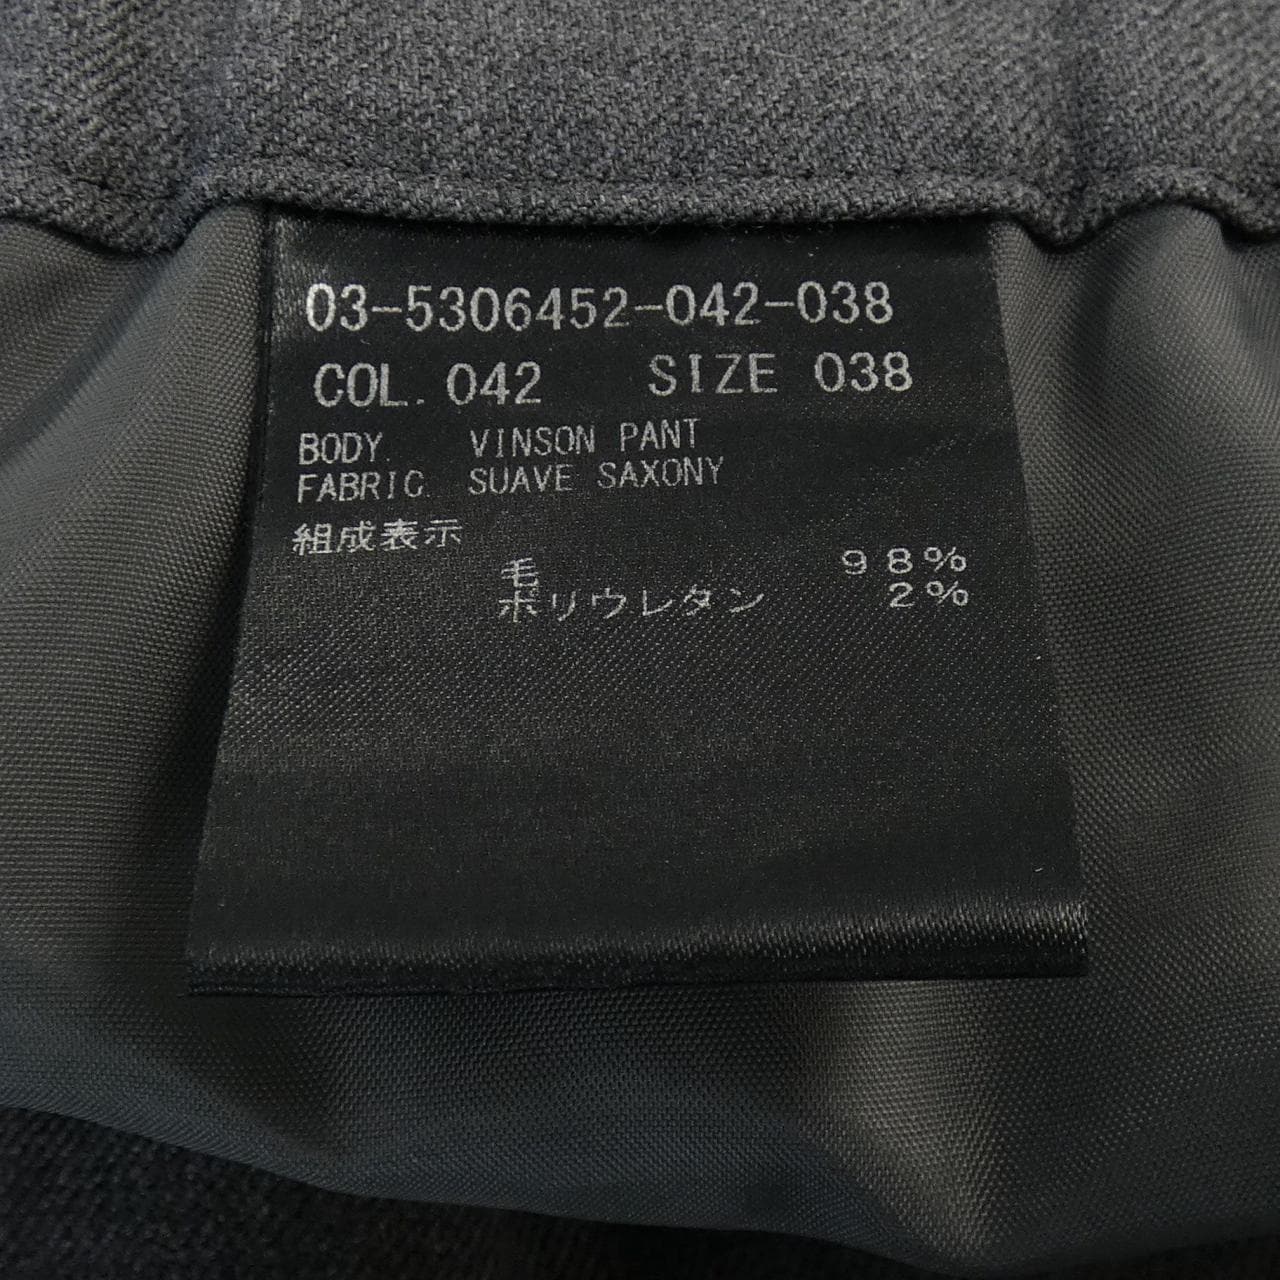 03-5306452-042-038
COL. 042 SIZE 038
BODY. VINSON PANT
FABRIC. SUAVE SAXONY
組成表示
毛 98%
ポリウレタン 2%